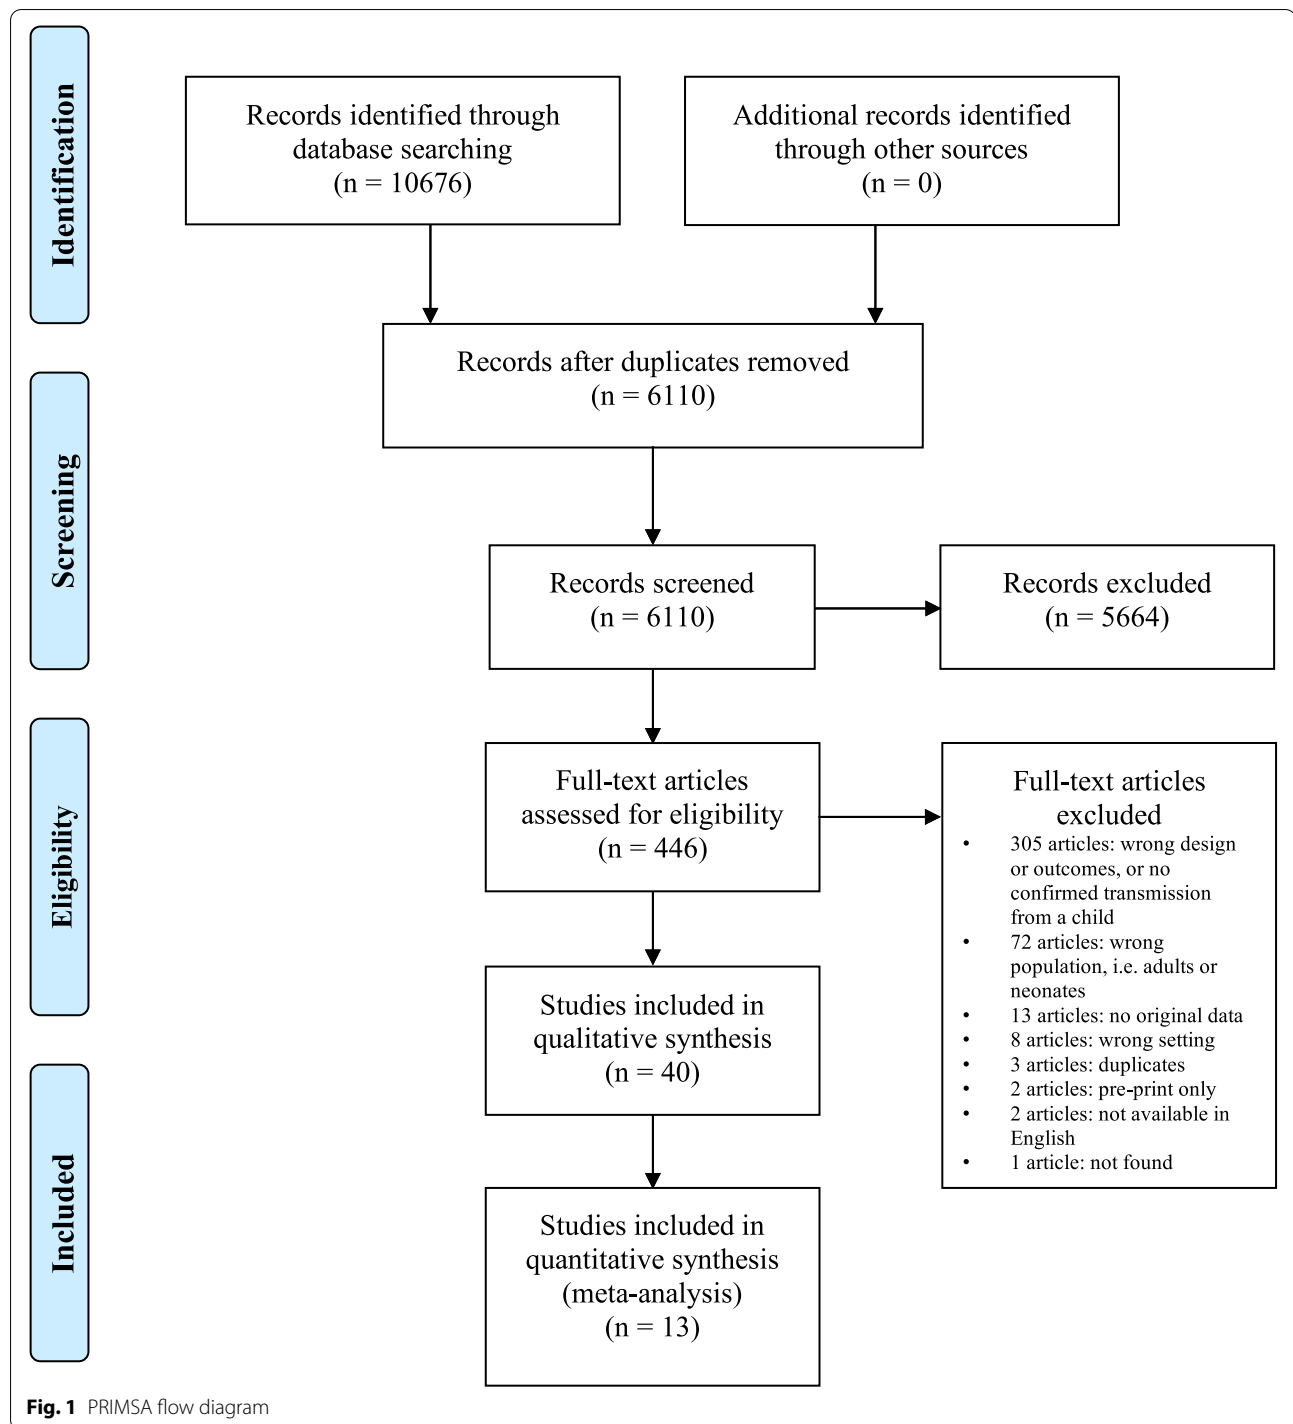 Identification
Records identified through
database searching
(n = 10676)
Additional records identified
through other sources
(n = 0)
Records after duplicates removed
(n = 6110)
Screening
Records screened
(n = 6110)
Records excluded
(n = 5664)
Eligibility
Full-text articles
assessed for eligibility
(n = 446)
Full-text articles
excluded
• 305 articles: wrong design
or outcomes, or no
confirmed transmission
from a child
• 72 articles: wrong
population, i.e. adults or
neonates
• 13 articles: no original data
• 8 articles: wrong setting
• 3 articles: duplicates
• 2 articles: pre-print only
• 2 articles: not available in
English
• 1 article: not found
Studies included in
qualitative synthesis
(n = 40)
Included
Studies included in
quantitative synthesis
(meta-analysis)
(n = 13)
Fig. 1 PRIMSA flow diagram